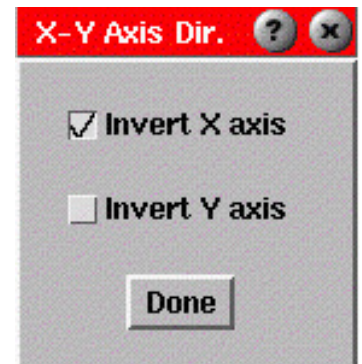 X-Y Axis Dir. ? x
Invert X axis
Invert Y axis
Done